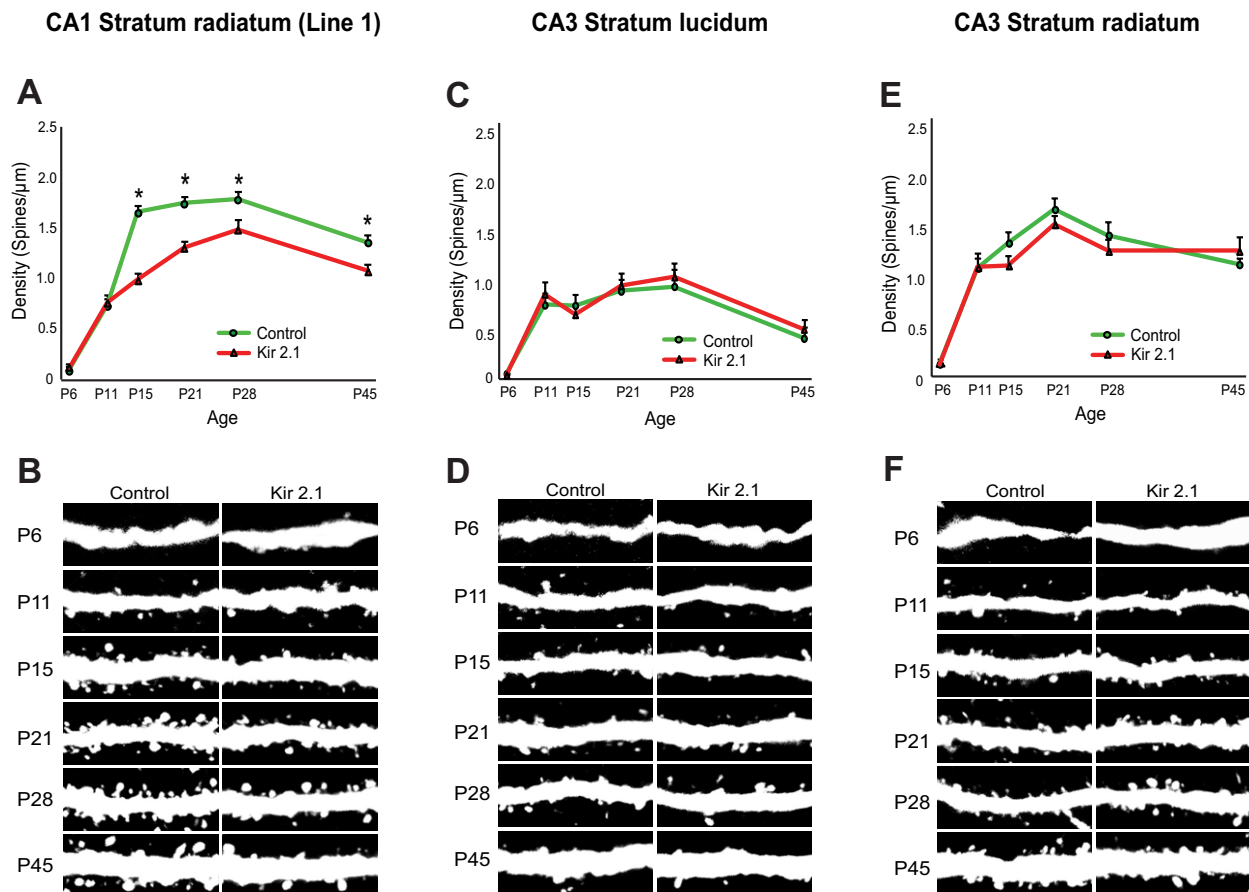 CA1 Stratum radiatum (Line 1)
CA3 Stratum lucidum
CA3 Stratum radiatum
A
2.5
2.0
1.5
1.0
0.5
0
Density (Spines/µm)
*
*
*
*
Control
Kir 2.1
P6
P11
P15
P21
P28
P45
Age
C
2.5
2.0
1.5
1.0
0.5
0
Density (Spines/µm)
Control
Kir 2.1
P6
P11
P15
P21
P28
P45
Age
E
2.5
2.0
1.5
1.0
0.5
0
Density (Spines/µm)
Control
Kir 2.1
P6
P11
P15
P21
P28
P45
Age
B
Control
Kir 2.1
P6
P11
P15
P21
P28
P45
D
Control
Kir 2.1
P6
P11
P15
P21
P28
P45
F
Control
Kir 2.1
P6
P11
P15
P21
P28
P45